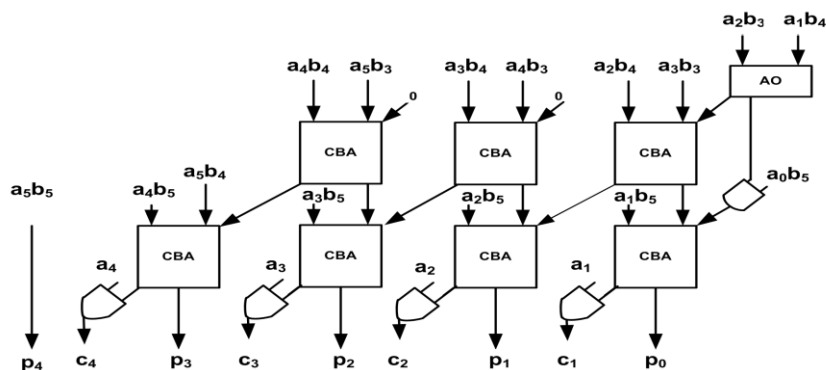 a₂b₃ a₁b₄
a₄b₄ a₅b₃ a₃b₄ a₄b₃ a₂b₄ a₃b₃ AO
0 0
CBA CBA CBA
a₅b₅ a₄b₅ a₅b₄ a₃b₅ a₂b₅ a₁b₅ a₀b₅
CBA CBA CBA CBA
a₄ a₃ a₂ a₁
p₄ c₄ p₃ c₃ p₂ c₂ p₁ c₁ p₀